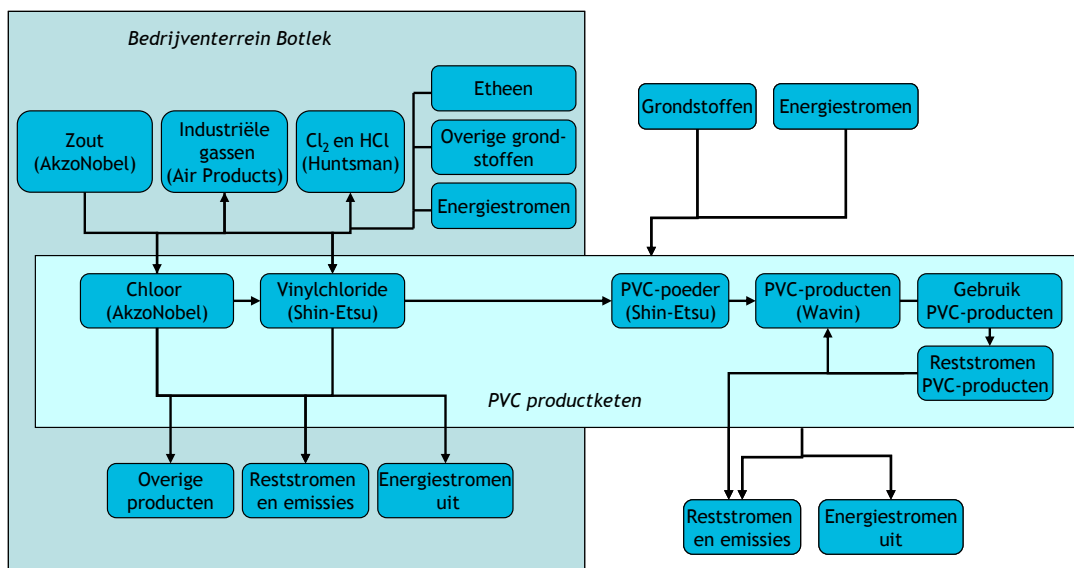 Bedrijventerrein Botlek
Etheen
Overige grond-
stoffen
Energiestromen
Zout
(AkzoNobel)
Industriële
gassen
(Air Products)
Cl₂ en HCl
(Huntsman)
Grondstoffen
Energiestromen
Chloor
(AkzoNobel)
Vinylchloride
(Shin-Etsu)
PVC-poeder
(Shin-Etsu)
PVC-producten
(Wavin)
Gebruik
PVC-producten
Reststromen
PVC-producten
PVC productketen
Overige
producten
Reststromen
en emissies
Energiestromen
uit
Reststromen
en emissies
Energiestromen
uit